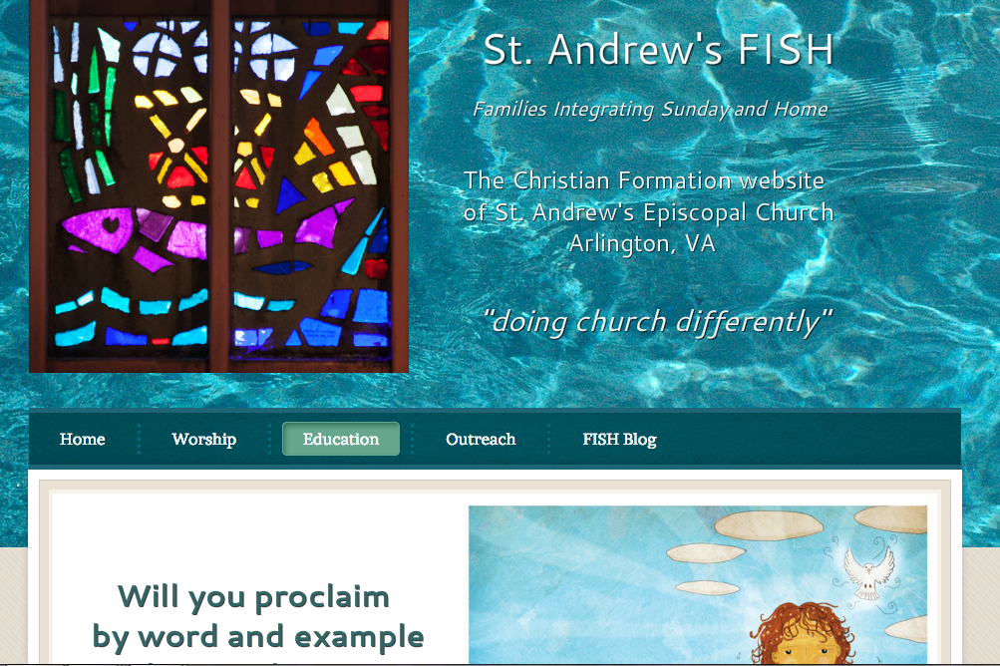 St. Andrew's FISH
Families Integrating Sunday and Home
The Christian Formation website
of St. Andrew's Episcopal Church
Arlington, VA
"doing church differently"
Home Worship Education Outreach FISH Blog
Will you proclaim
by word and example